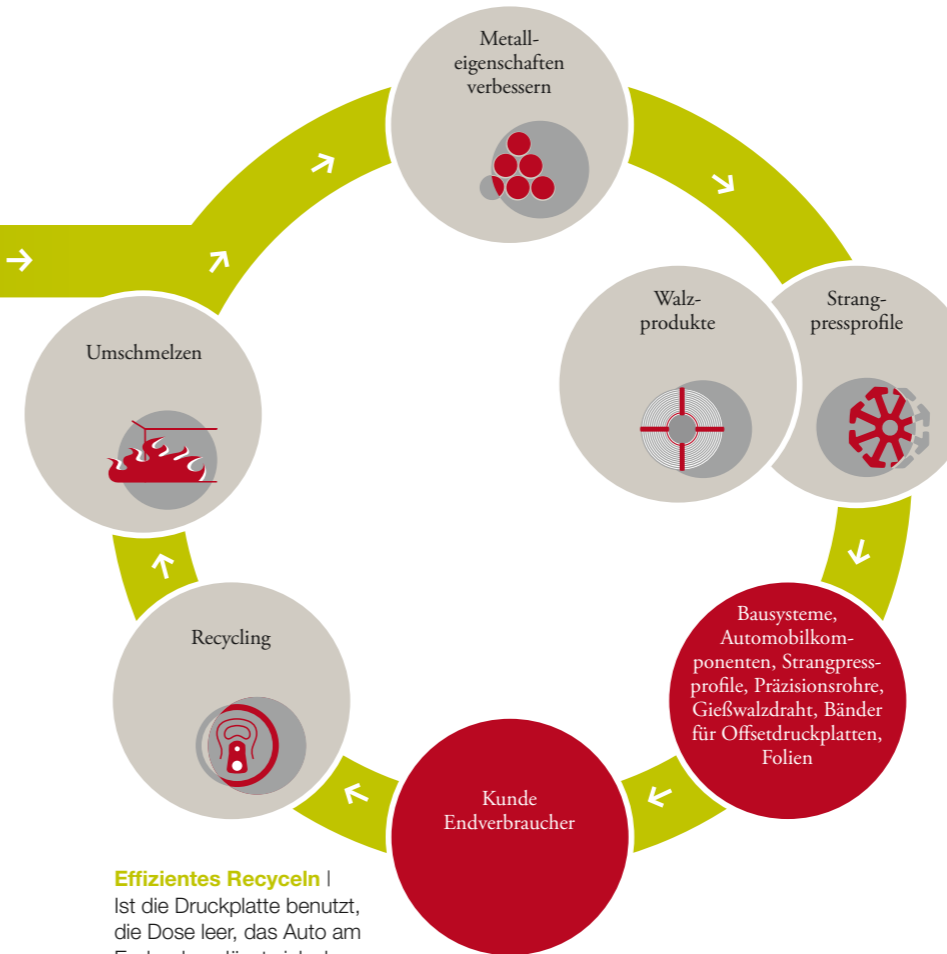 Metall-
eigenschaften
verbessern
Walz-
produkte
Strang-
pressprofile
Umschmelzen
Recycling
Bausysteme,
Automobilkom-
ponenten, Strangpress-
profile, Präzisionsrohre,
Gießwalzdraht, Bänder
für Offsetdruckplatten,
Folien
Kunde
Endverbraucher
Effizientes Recyceln |
Ist die Druckplatte benutzt,
die Dose leer, das Auto am